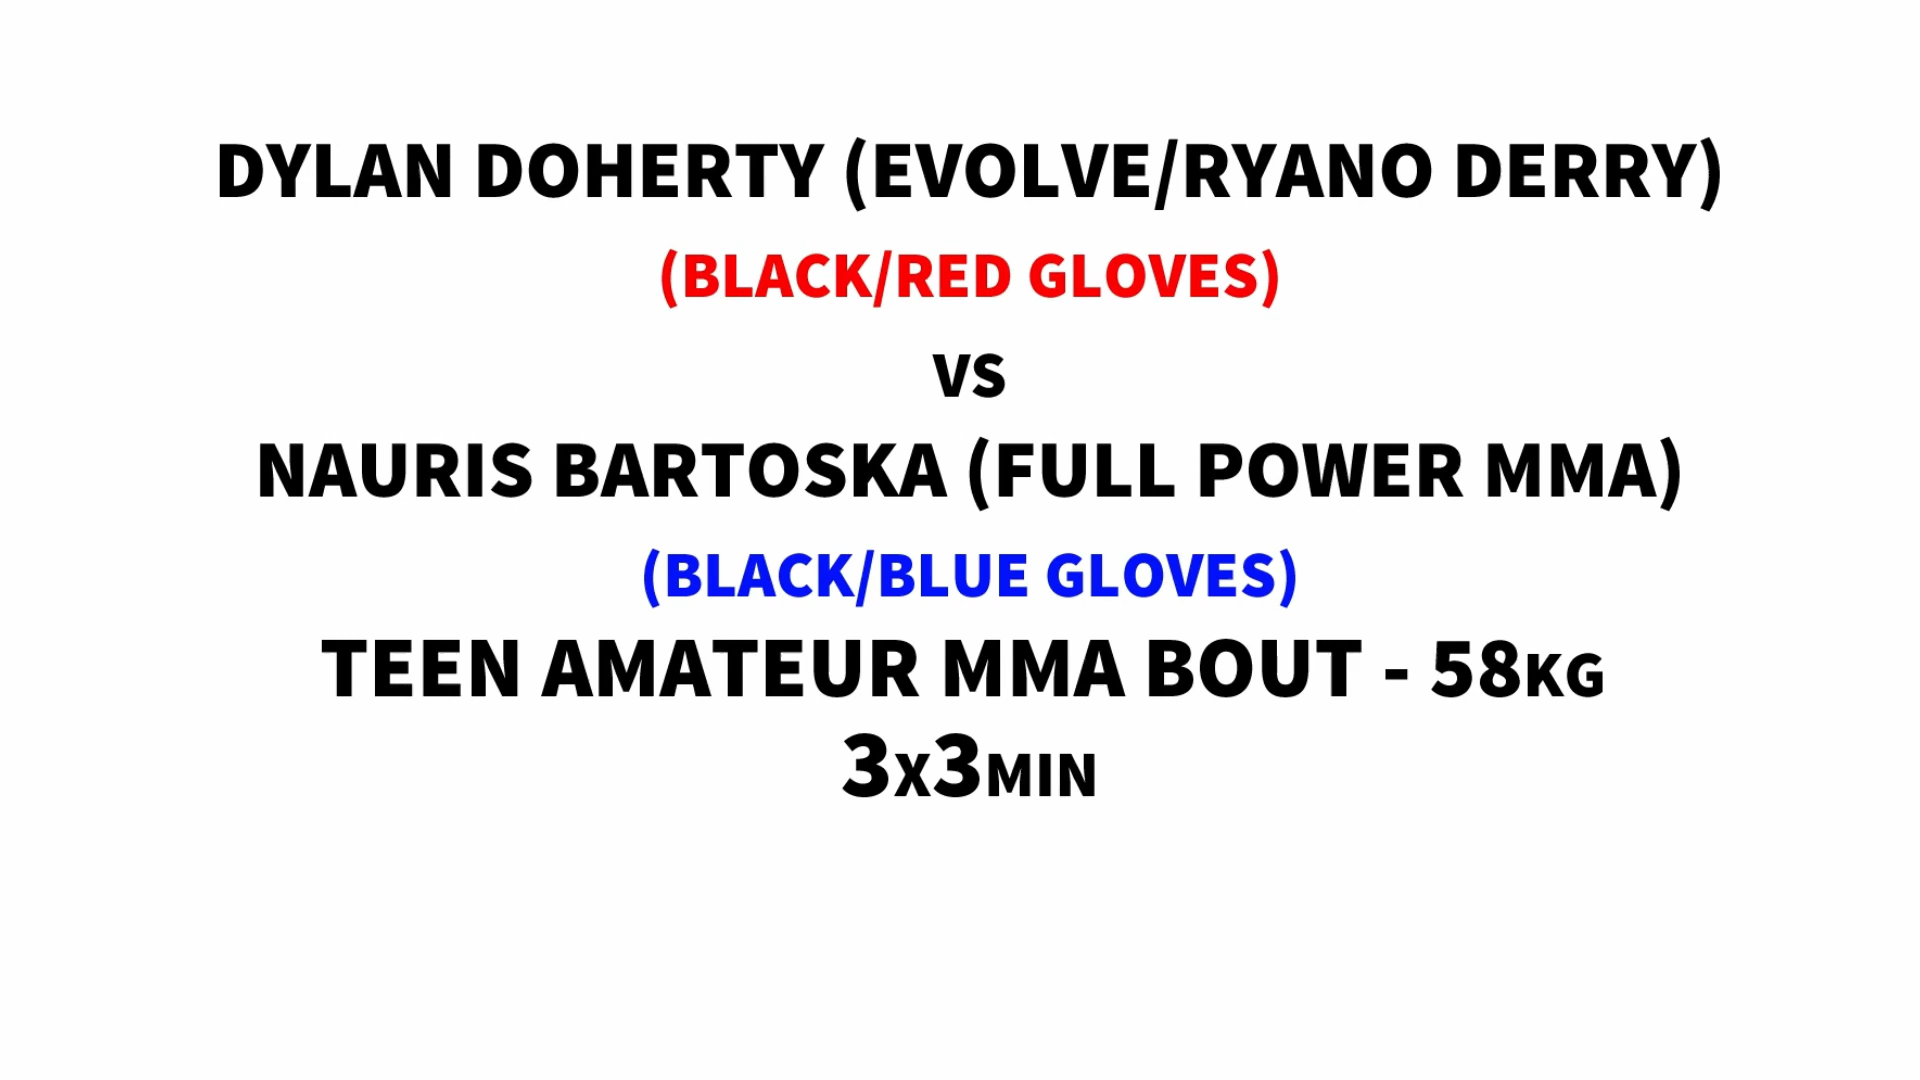 DYLAN DOHERTY (EVOLVE/RYANO DERRY)
(BLACK/RED GLOVES)
VS
NAURIS BARTOSKA (FULL POWER MMA)
(BLACK/BLUE GLOVES)
TEEN AMATEUR MMA BOUT - 58KG
3X3MIN